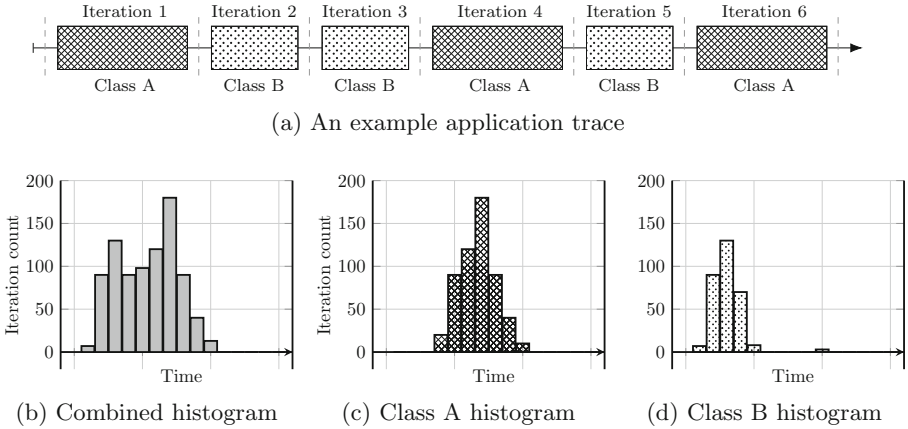 Iteration 1 Iteration 2 Iteration 3 Iteration 4 Iteration 5 Iteration 6
Class A Class B Class B Class A Class B Class A
(a) An example application trace
200
150
100
50
0
Iteration count
Time
(b) Combined histogram
200
150
100
50
0
Iteration count
Time
(c) Class A histogram
200
150
100
50
0
Time
(d) Class B histogram